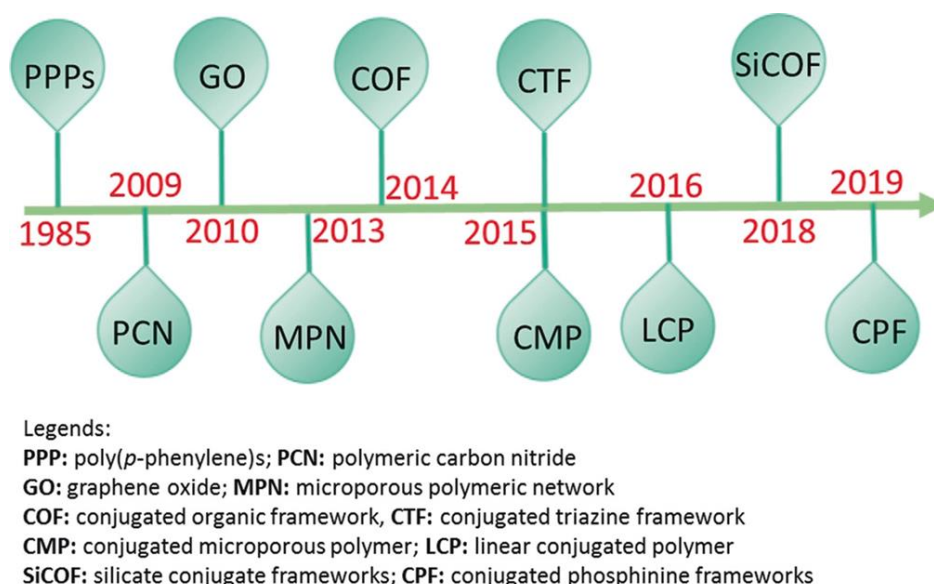 PPPs GO COF CTF SiCOF
2009 2014 2016 2019
1985 2010 2013 2015 2018
PCN MPN CMP LCP CPF
Legends:
PPP: poly(p-phenylene)s; PCN: polymeric carbon nitride
GO: graphene oxide; MPN: microporous polymeric network
COF: conjugated organic framework, CTF: conjugated triazine framework
CMP: conjugated microporous polymer; LCP: linear conjugated polymer
SiCOF: silicate conjugate frameworks; CPF: conjugated phosphinine frameworks